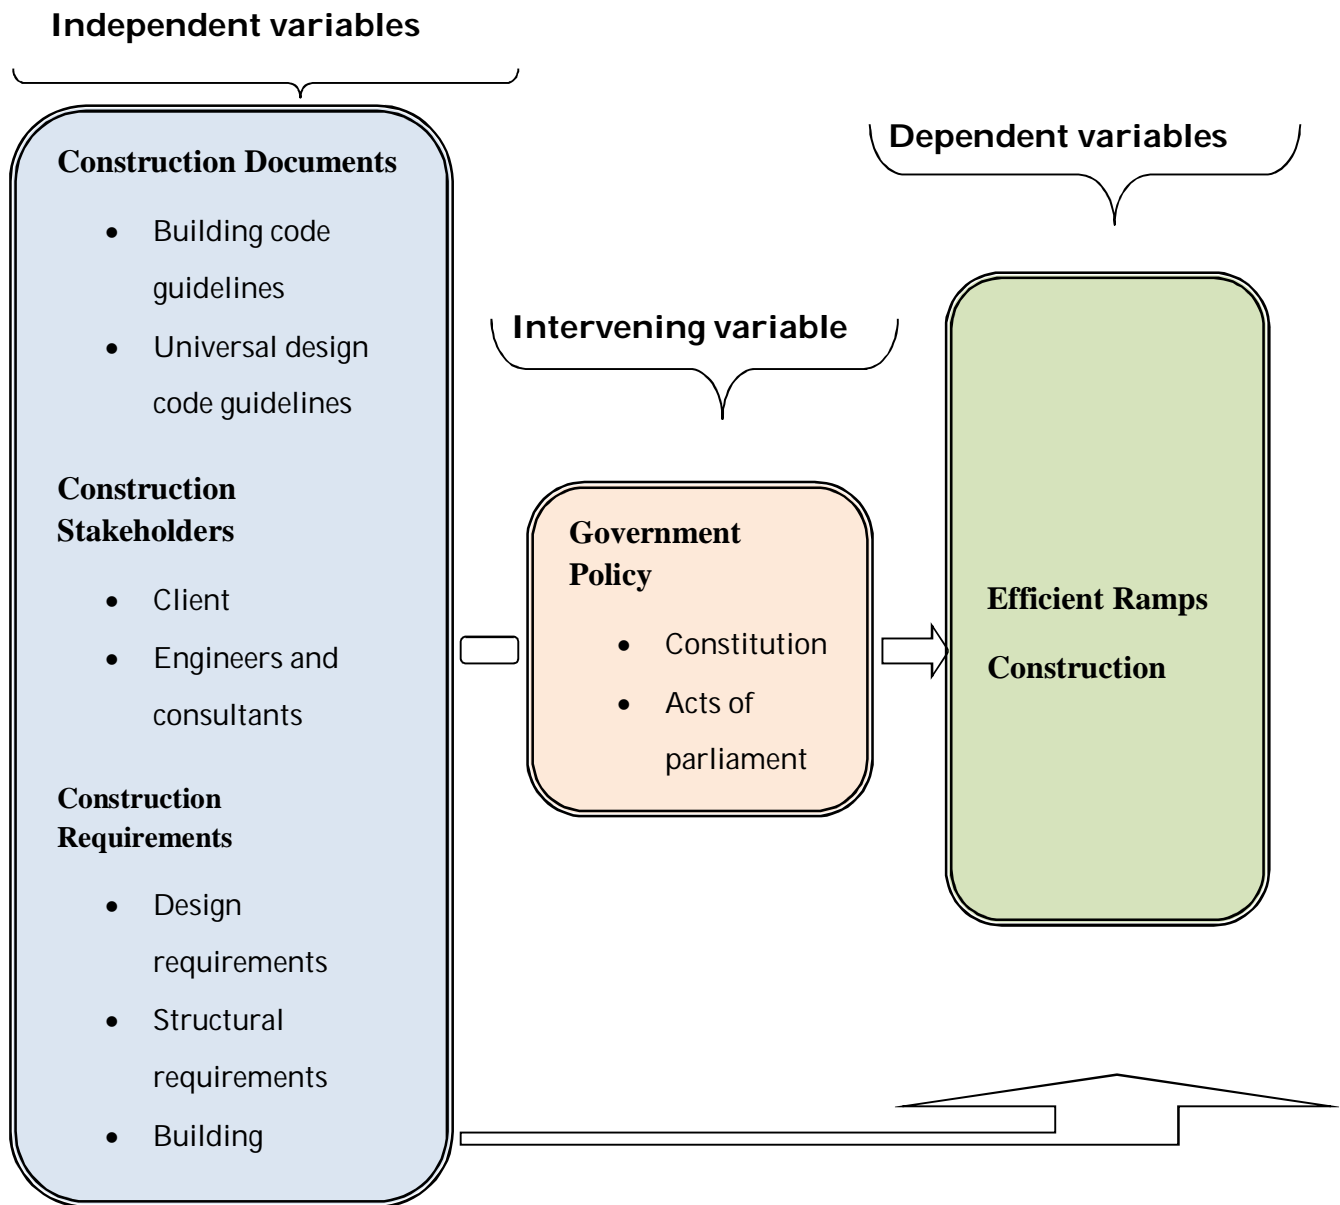 Independent variables
Construction Documents
• Building code
guidelines
• Universal design
code guidelines
Construction
Stakeholders
• Client
• Engineers and
consultants
Construction
Requirements
• Design
requirements
• Structural
requirements
• Building
Intervening variable
Government
Policy
• Constitution
• Acts of
parliament
Dependent variables
Efficient Ramps
Construction